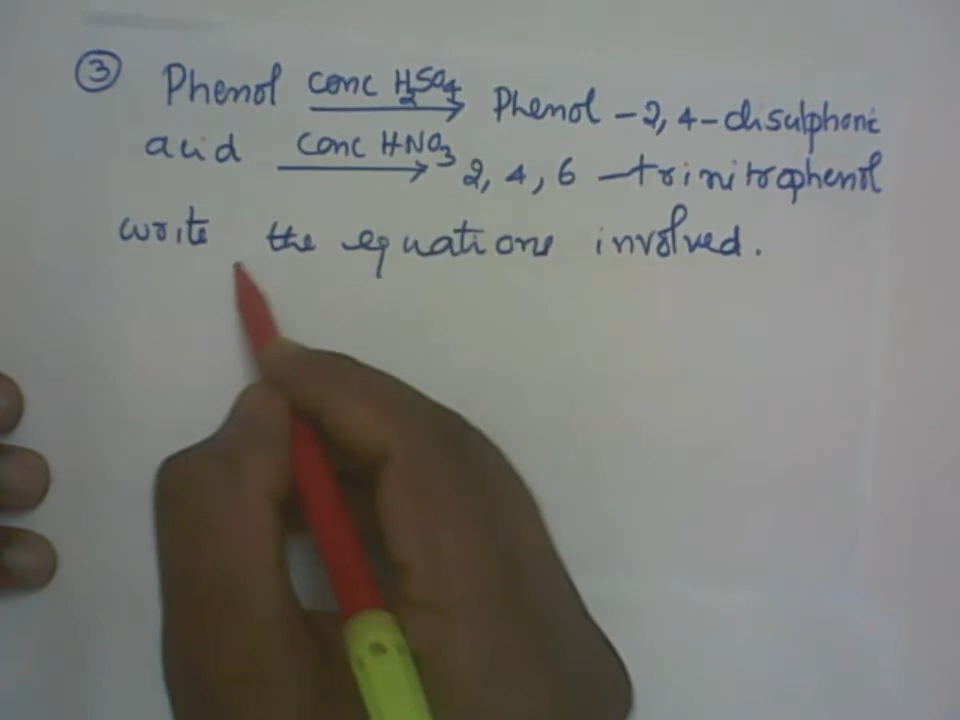 ③ Phenol conc H2SO4 → Phenol - 2, 4 - disulphonic
acid conc HNO3 → 2, 4, 6 - trinitrophenol
write the equations involved.